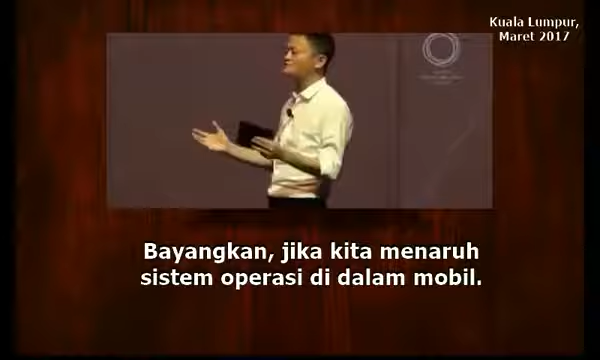 Kuala Lumpur,
Maret 2017
Bayangkan, jika kita menaruh
sistem operasi di dalam mobil.